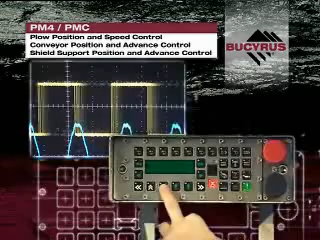 PM4 / PMC
Plow Position and Speed Control
Conveyor Position and Advance Control
Shield Support Position and Advance Control
BUCYRUS